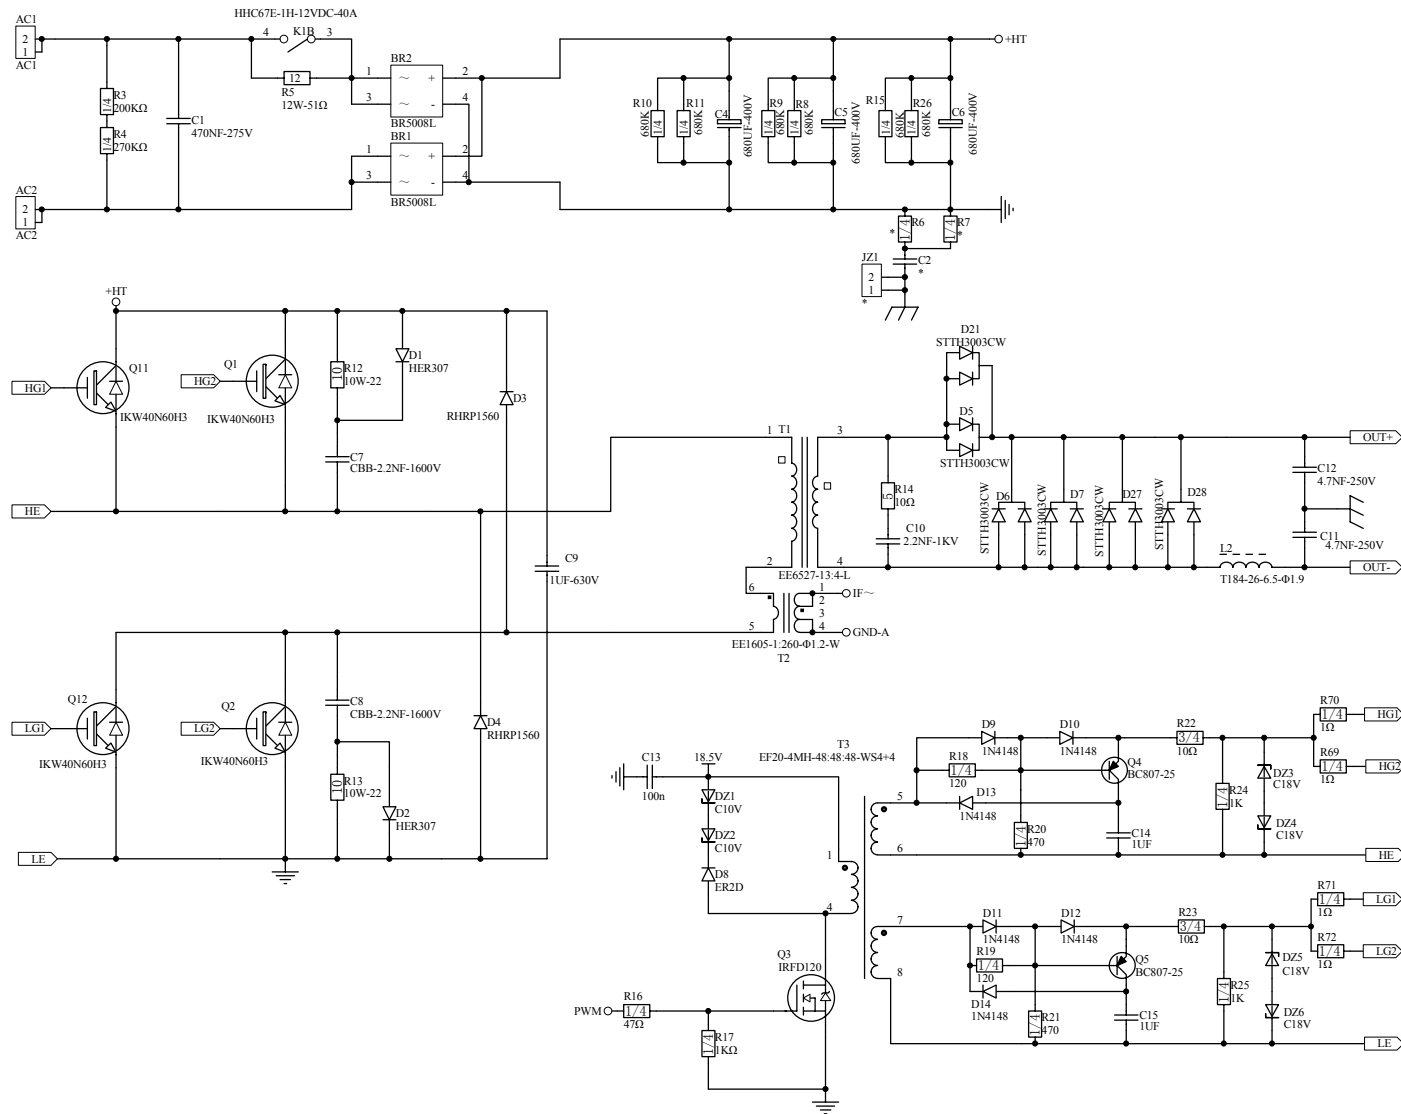 AC1
2
1
AC1
HHC67E-1H-12VDC-40A
4
K1B
3
12
R5
12W-51Ω
1/4
R3
200KΩ
1/4
R4
270KΩ
C1
470NF-275V
AC2
2
1
AC2
BR2
1
~
+
2
3
~
-
4
BR5008L
BR1
1
~
+
2
3
~
-
4
BR5008L
+HT
R10
680K
1/4
R11
680K
1/4
C4
680UF-400V
R9
680K
1/4
R8
680K
1/4
C5
680UF-400V
R15
680K
1/4
R26
680K
1/4
C6
680UF-400V
R6
1/4
*
R7
1/4
*
JZ1
2
1
*
C2
*
+HT
HG1
Q11
IKW40N60H3
HG2
Q1
IKW40N60H3
R12
10
10W-22
D1
HER307
C7
CBB-2.2NF-1600V
D3
RHRP1560
HE
C9
1UF-630V
LG1
Q12
IKW40N60H3
LG2
Q2
IKW40N60H3
C8
CBB-2.2NF-1600V
R13
10
10W-22
D2
HER307
D4
RHRP1560
LE
1
T1
3
2
4
EE6527-13:4-L
6
5
1
2
3
4
IF~
GND-A
EE1605-1:260-Φ1.2-W
T2
D21
STTH3003CW
D5
STTH3003CW
R14
5
10Ω
C10
2.2NF-1KV
STTH3003CW
D6
STTH3003CW
D7
STTH3003CW
D27
STTH3003CW
D28
L2
T184-26-6.5-Φ1.9
OUT+
C12
4.7NF-250V
C11
4.7NF-250V
OUT-
T3
EF20-4MH-48:48:48-WS4+4
C13
100n
18.5V
DZ1
C10V
DZ2
C10V
D8
ER2D
1
4
5
6
7
8
Q3
IRFD120
PWM
R16
1/4
47Ω
R17
1/4
1KΩ
D9
1N4148
D10
1N4148
R18
1/4
120
D13
1N4148
Q4
BC807-25
R20
1/4
470
C14
1UF
R22
3/4
10Ω
R24
1/4
1K
DZ3
C18V
DZ4
C18V
R70
1/4
1Ω
HG1
R69
1/4
1Ω
HG2
HE
D11
1N4148
D12
1N4148
R19
1/4
120
D14
1N4148
Q5
BC807-25
R21
1/4
470
C15
1UF
R23
3/4
10Ω
R25
1/4
1K
DZ5
C18V
DZ6
C18V
R71
1/4
1Ω
LG1
R72
1/4
1Ω
LG2
LE